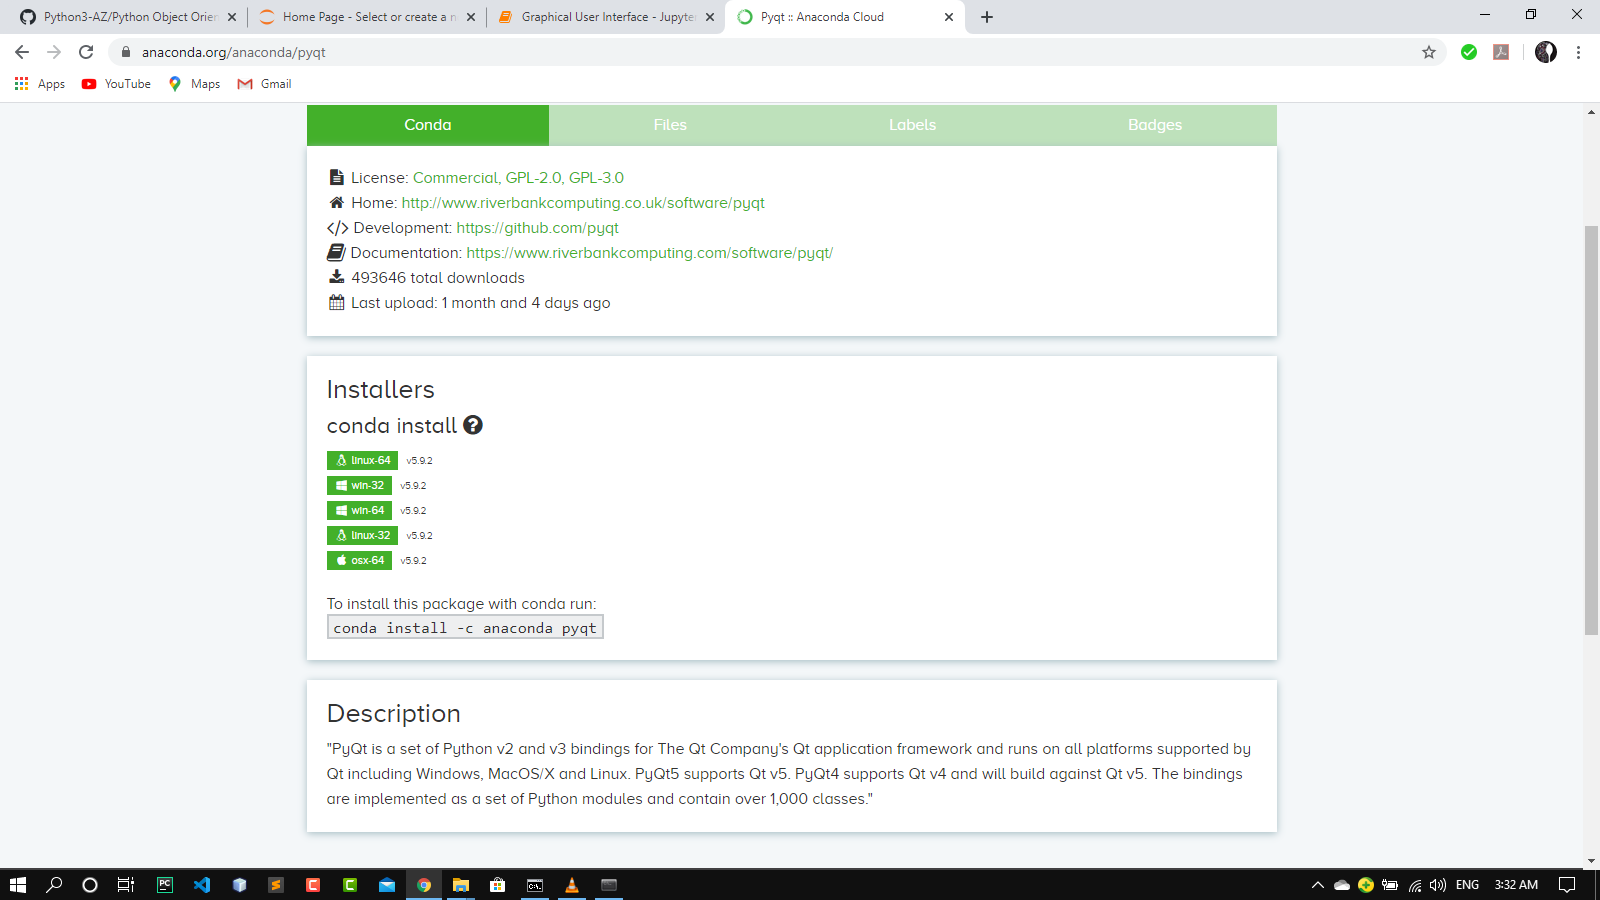 Python3-AZ/Python Object Orien
Home Page - Select or create a n
Graphical User Interface - Jupyte
Pyqt :: Anaconda Cloud
anaconda.org/anaconda/pyqt
Apps
YouTube
Maps
Gmail
Conda
Files
Labels
Badges
License: Commercial, GPL-2.0, GPL-3.0
Home: http://www.riverbankcomputing.co.uk/software/pyqt
</> Development: https://github.com/pyqt
Documentation: https://www.riverbankcomputing.com/software/pyqt/
493646 total downloads
Last upload: 1 month and 4 days ago
Installers
conda install ?
linux-64 v5.9.2
win-32 v5.9.2
win-64 v5.9.2
linux-32 v5.9.2
osx-64 v5.9.2
To install this package with conda run:
conda install -c anaconda pyqt
Description
"PyQt is a set of Python v2 and v3 bindings for The Qt Company's Qt application framework and runs on all platforms supported by
Qt including Windows, MacOS/X and Linux. PyQt5 supports Qt v5. PyQt4 supports Qt v4 and will build against Qt v5. The bindings
are implemented as a set of Python modules and contain over 1,000 classes."
PC
C
C
C:\.
ENG
3:32 AM